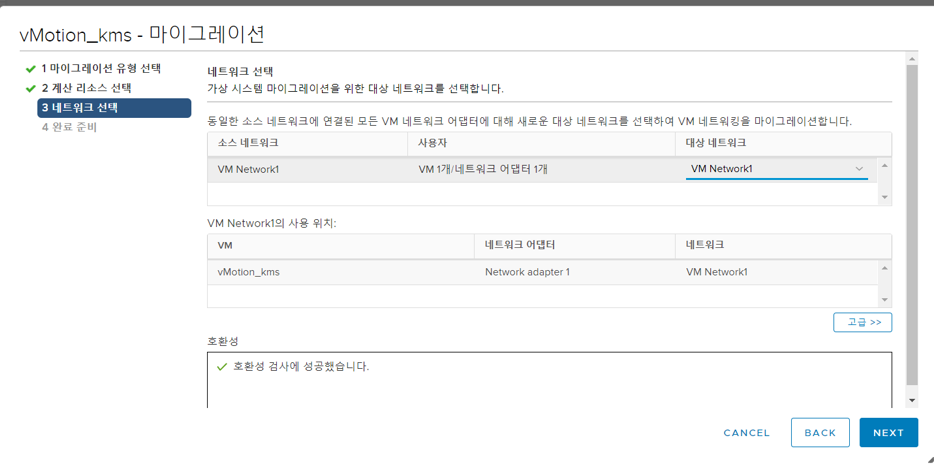 vMotion_kms - 마이그레이션
1 마이그레이션 유형 선택
2 계산 리소스 선택
3 네트워크 선택
4 완료 준비
네트워크 선택
가상 시스템 마이그레이션을 위한 대상 네트워크를 선택합니다.
동일한 소스 네트워크에 연결된 모든 VM 네트워크 어댑터에 대해 새로운 대상 네트워크를 선택하여 VM 네트워킹을 마이그레이션합니다.
소스 네트워크 사용자 대상 네트워크
VM Network1 VM 1개/네트워크 어댑터 1개 VM Network1
VM Network1의 사용 위치:
VM 네트워크 어댑터 네트워크
vMotion_kms Network adapter 1 VM Network1
고급 >>
호환성
호환성 검사에 성공했습니다.
CANCEL BACK NEXT